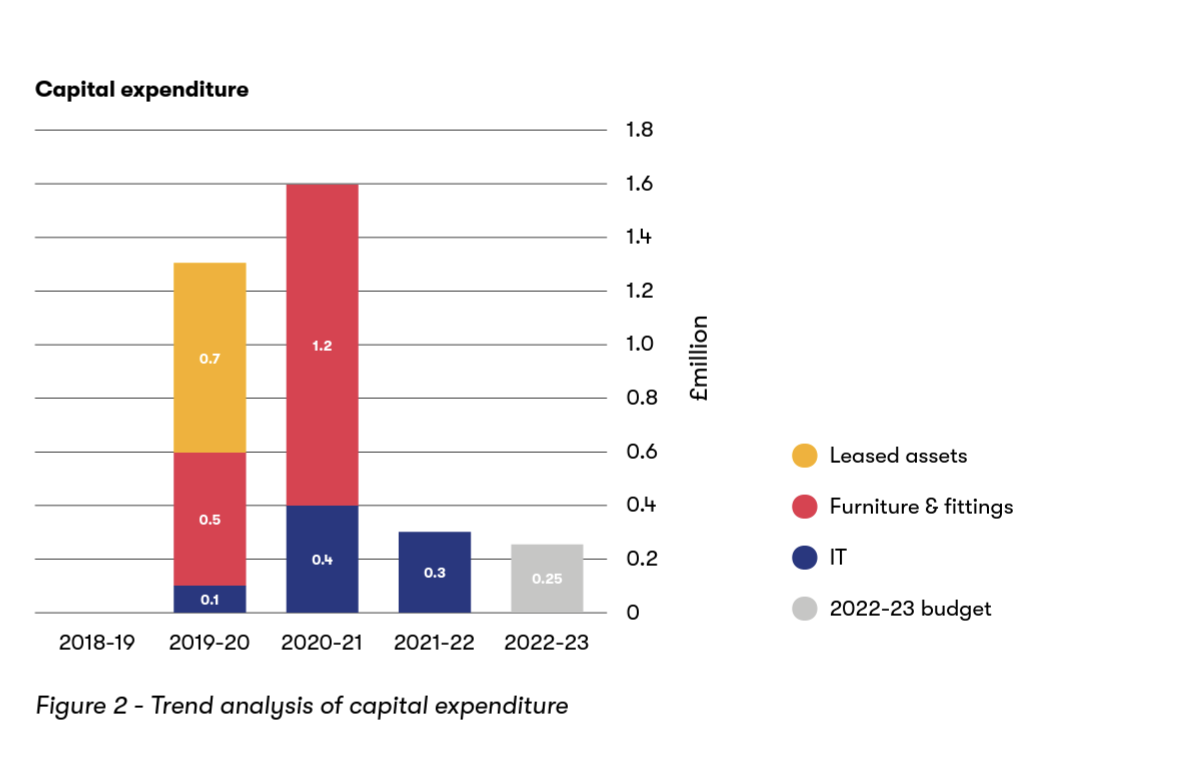 Capital expenditure
1.8
1.6
1.4
1.2
1.0
0.8
0.6
0.4
0.2
0
£million
0.7
0.5
0.1
1.2
0.4
0.3
0.25
2018-19 2019-20 2020-21 2021-22 2022-23
Leased assets
Furniture & fittings
IT
2022-23 budget
Figure 2 - Trend analysis of capital expenditure